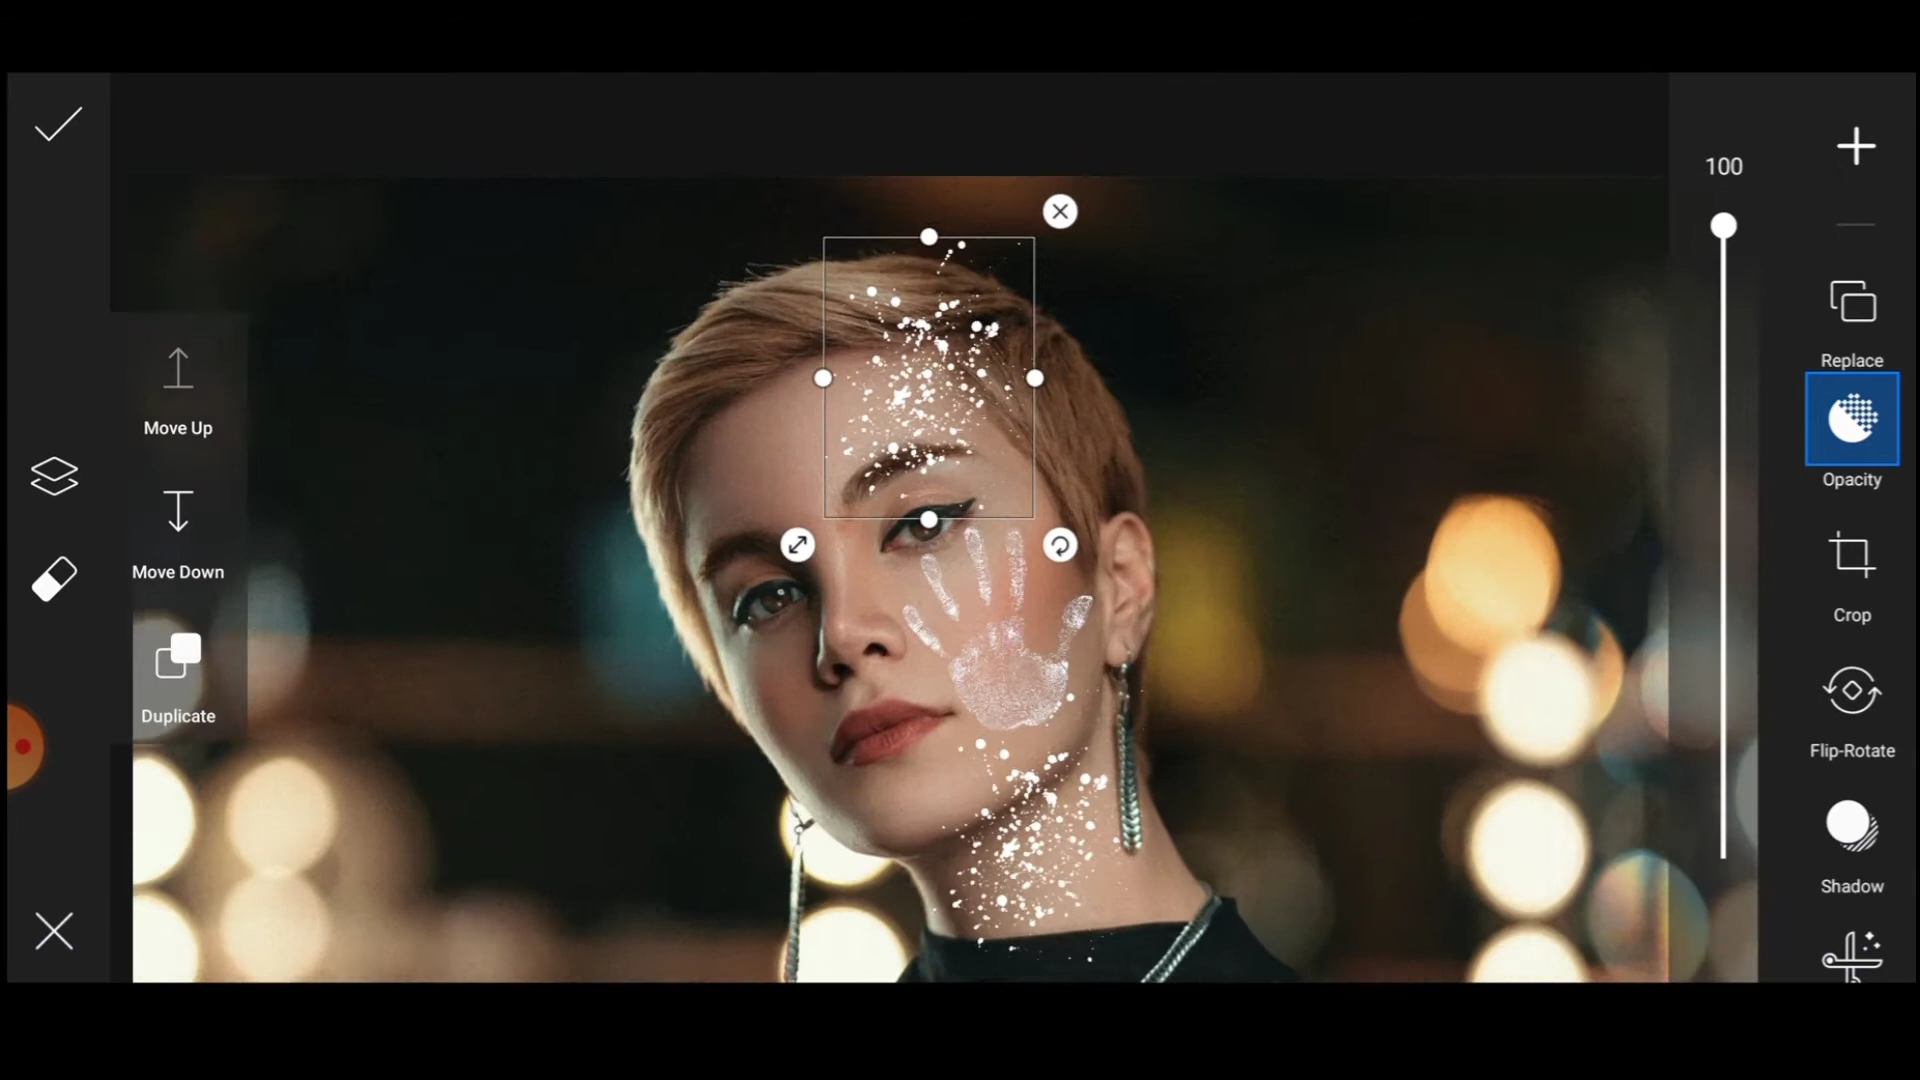 100
Move Up
Move Down
Duplicate
Replace
Opacity
Crop
Flip-Rotate
Shadow